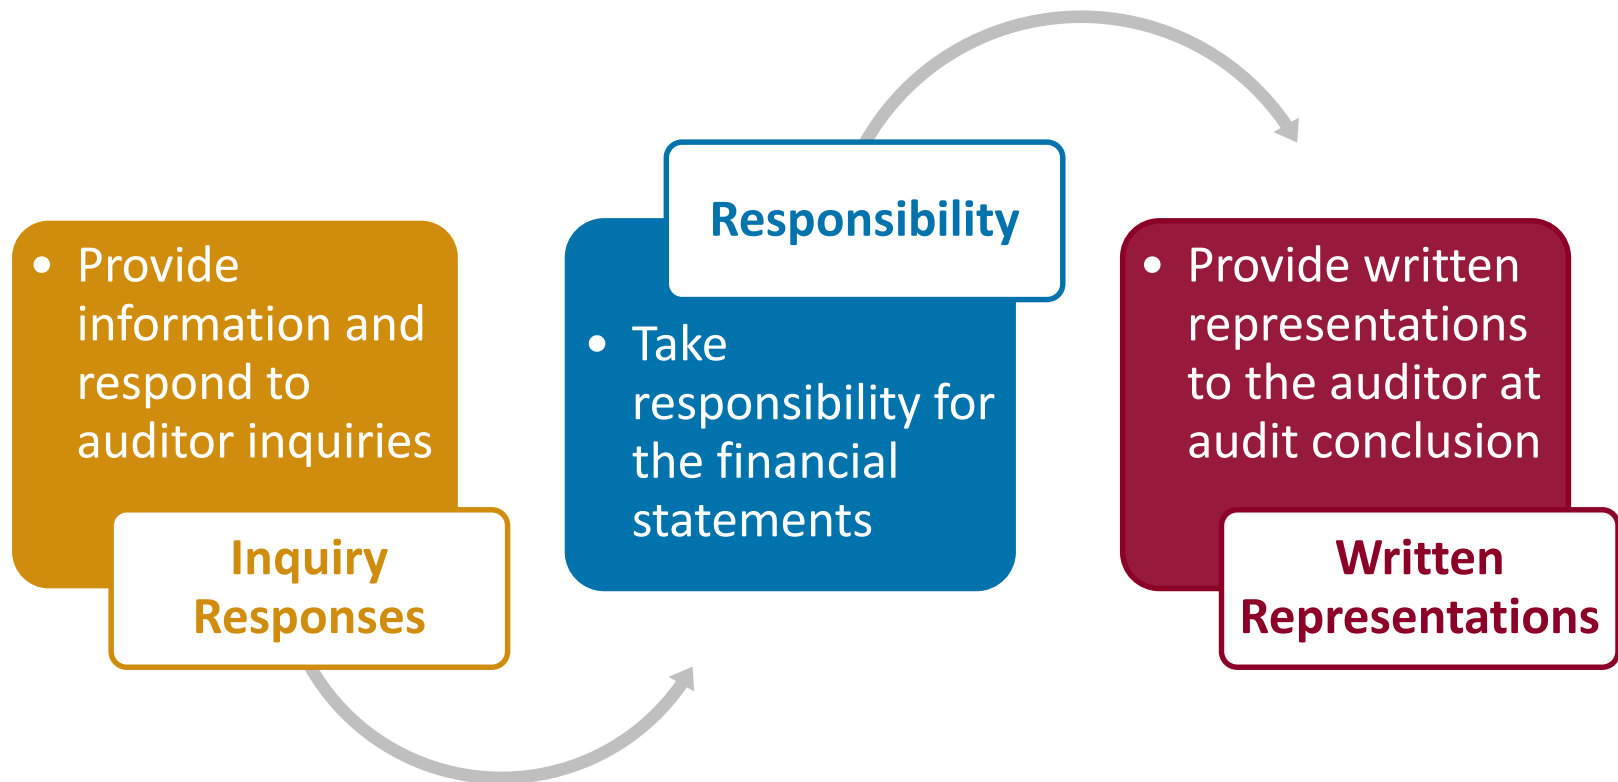 • Provide
information and
respond to
auditor inquiries
Inquiry
Responses
Responsibility
• Take
responsibility for
the financial
statements
• Provide written
representations
to the auditor at
audit conclusion
Written
Representations